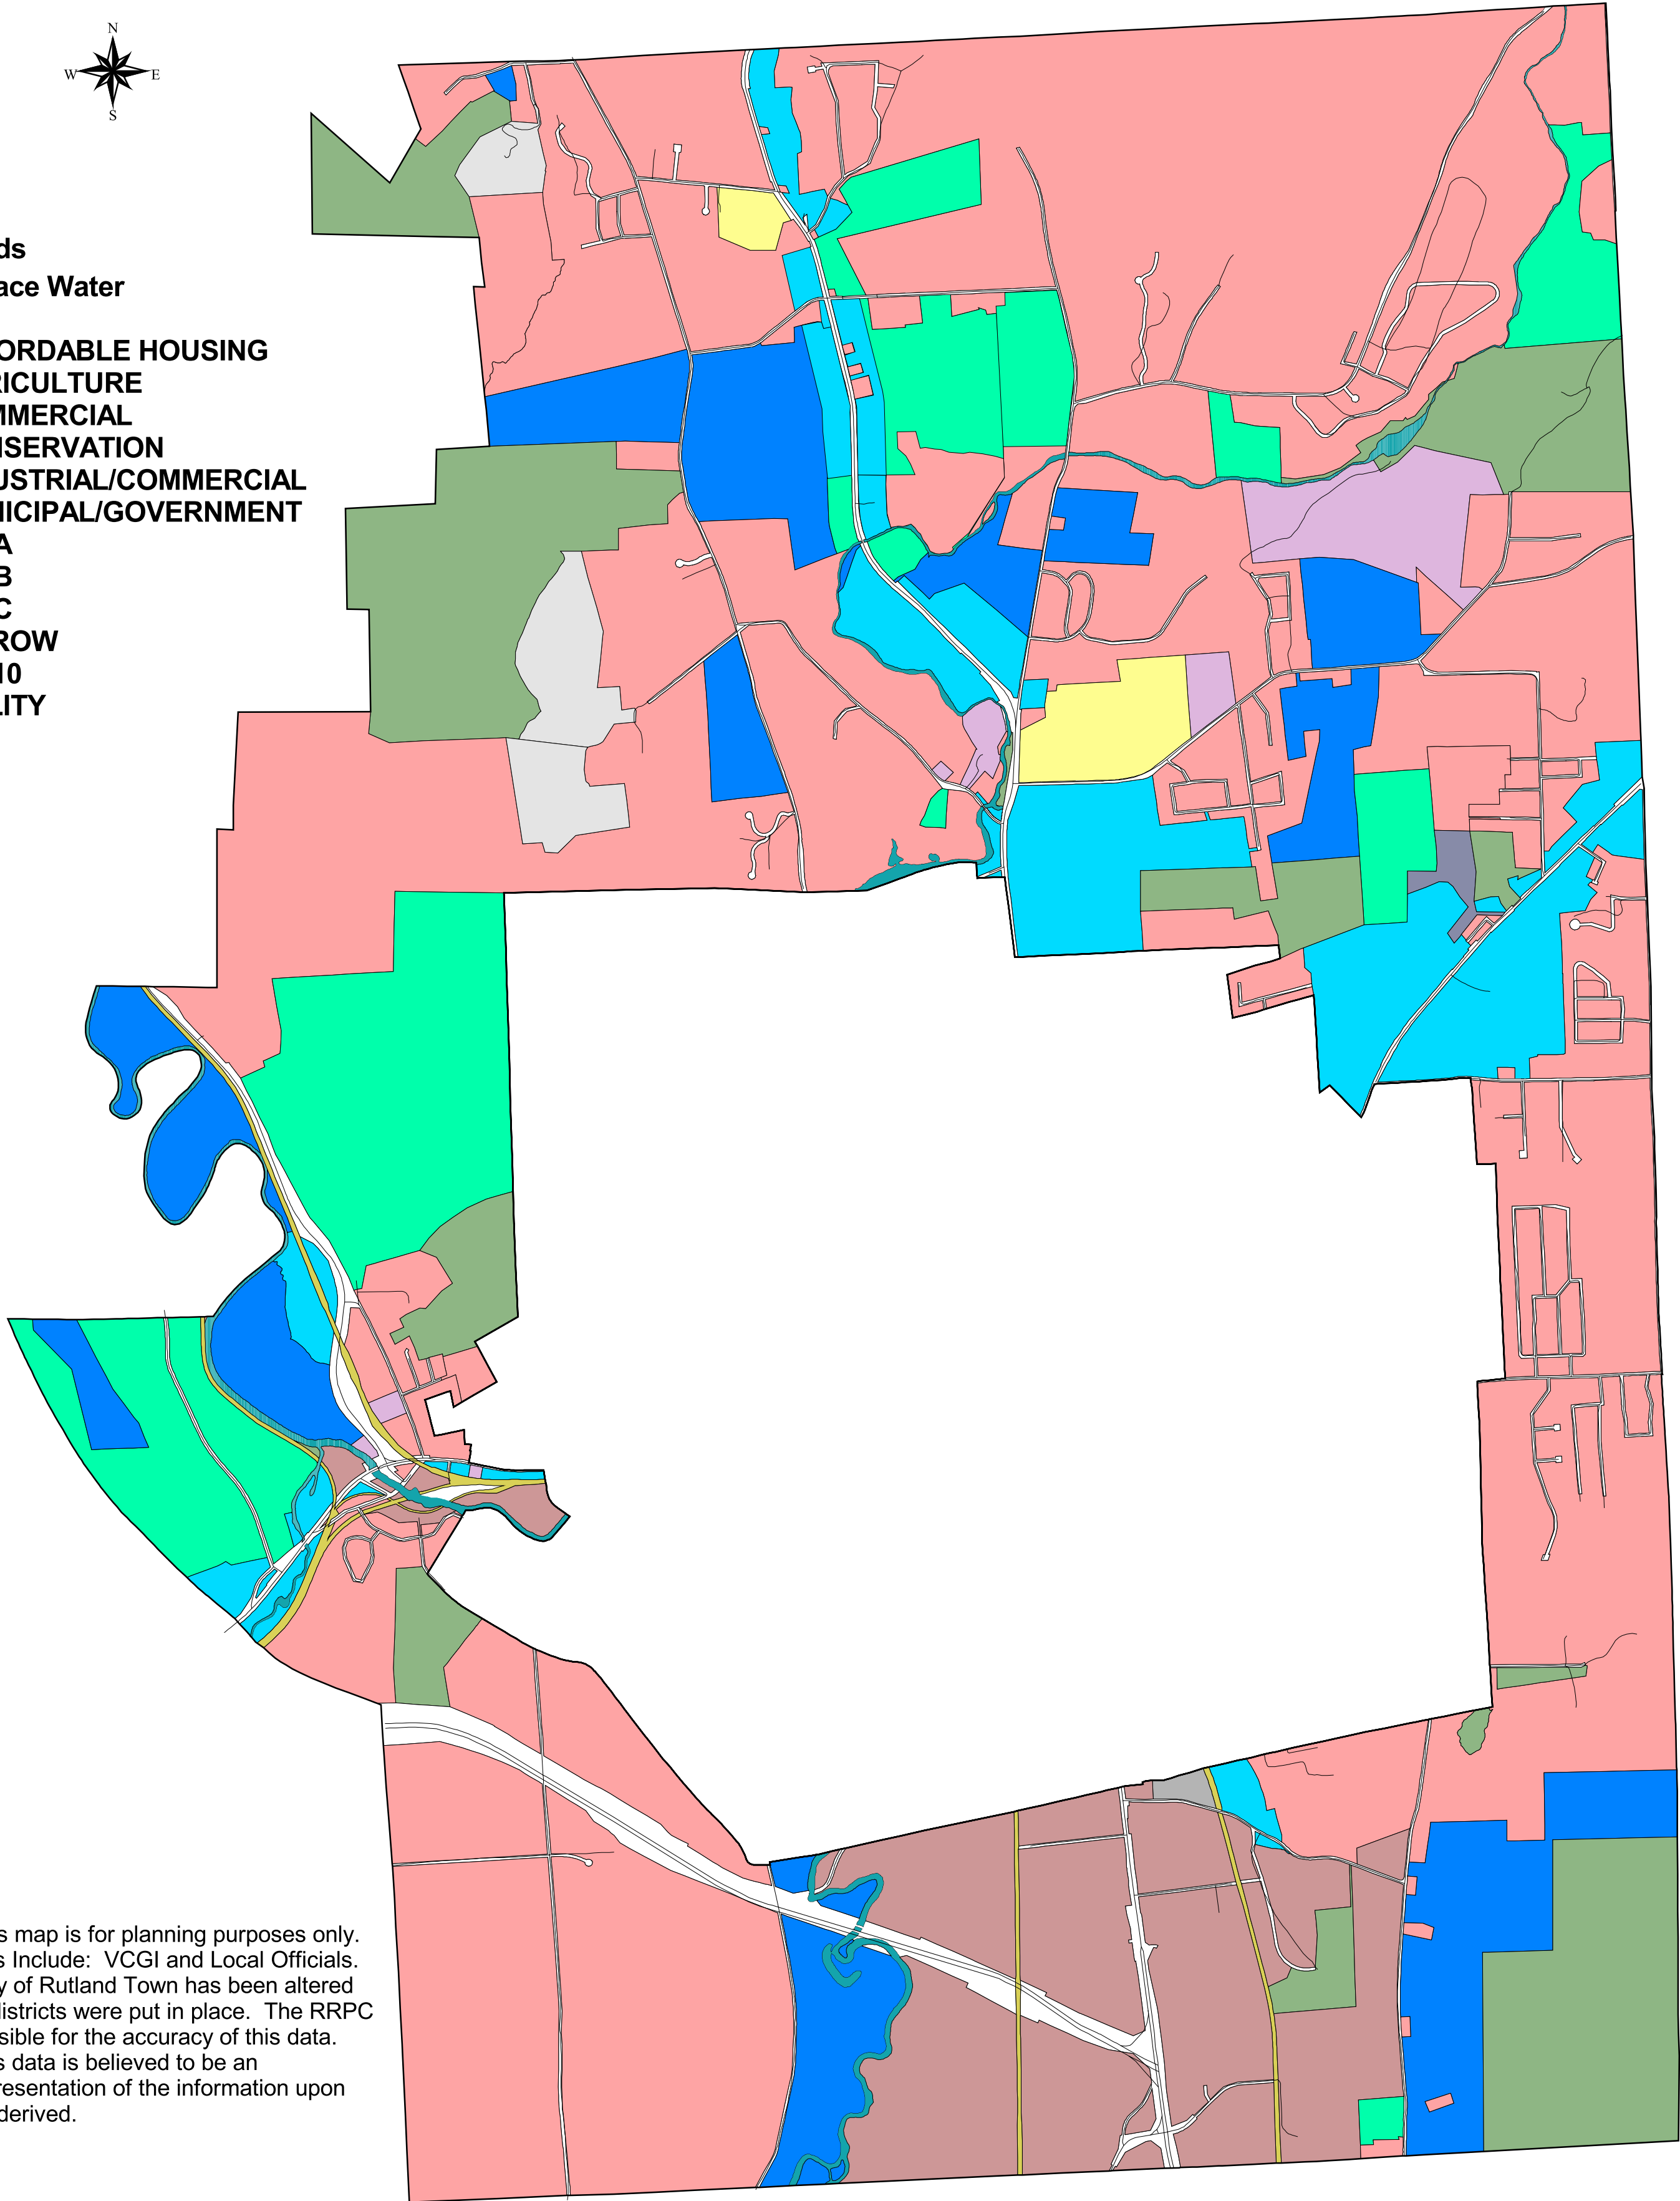 N
W E
S
ds
ace Water
ORDABLE HOUSING
RICULTURE
MMERCIAL
NSERVATION
USTRIAL/COMMERCIAL
NICIPAL/GOVERNMENT
A
B
C
ROW
10
LITY
s map is for planning purposes only.
s Include: VCGI and Local Officials.
y of Rutland Town has been altered
districts were put in place. The RRPC
sible for the accuracy of this data.
s data is believed to be an
resentation of the information upon
derived.